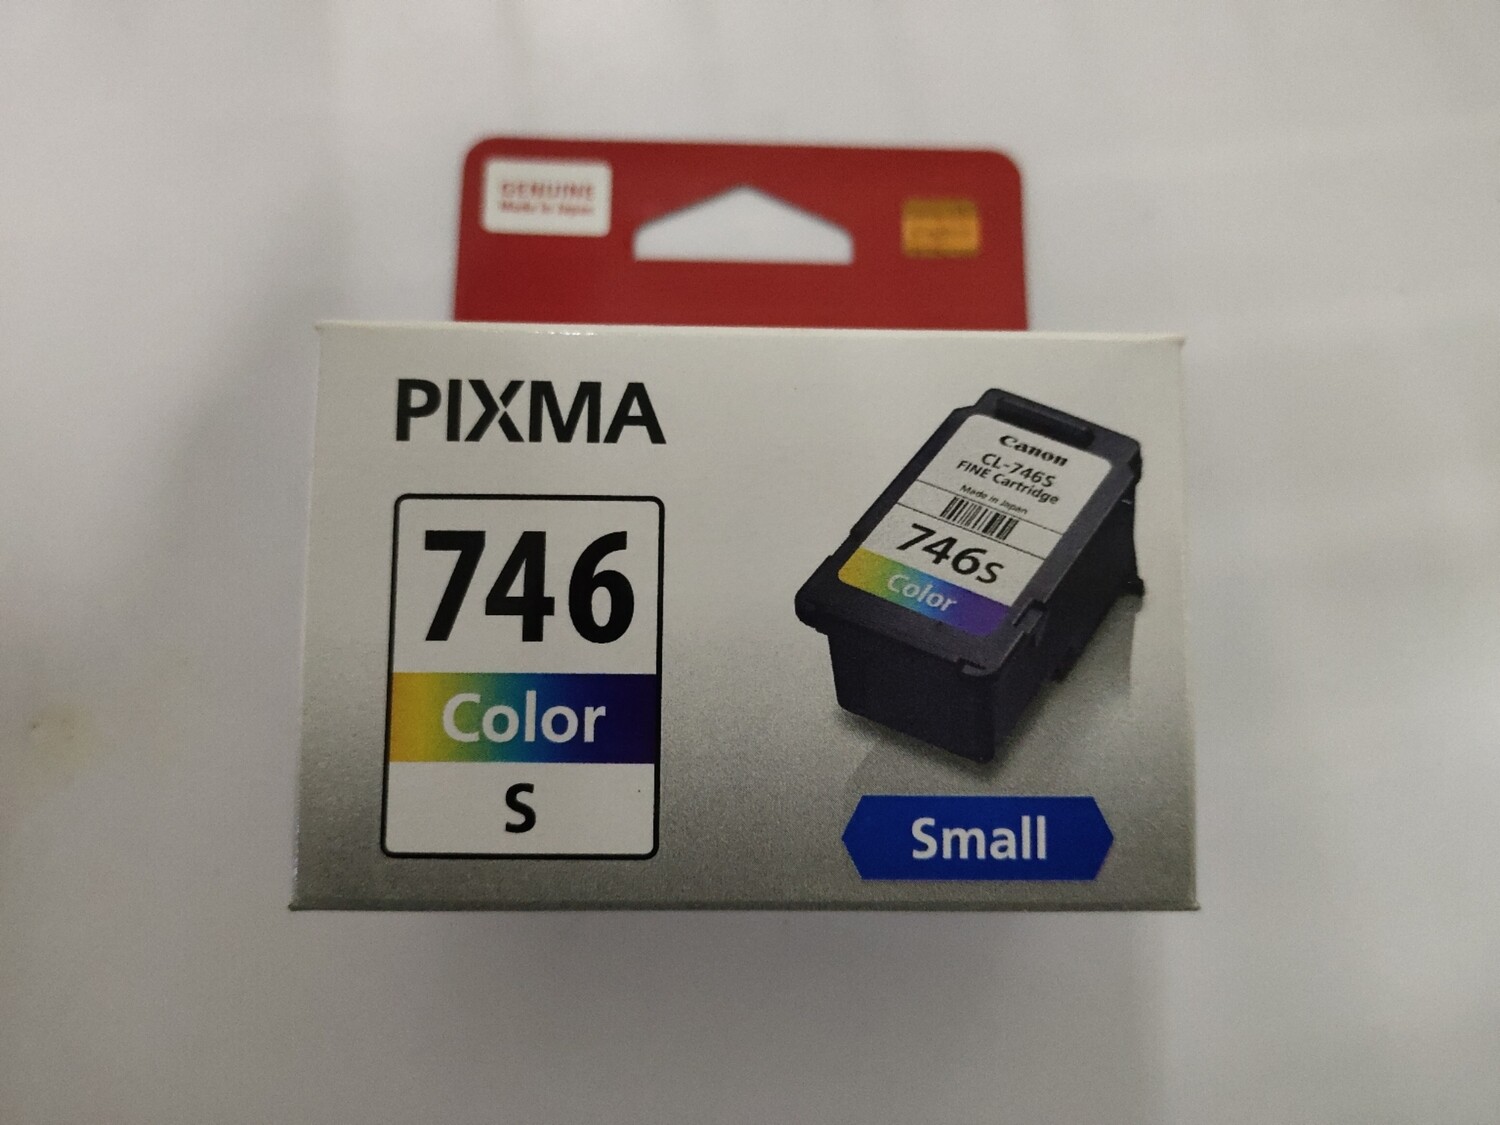 GENUINE
Made in Japan
PIXMA
746
Color
S
Canon
CL-746S
FINE Cartridge
Made in Japan
746s
Color
Small